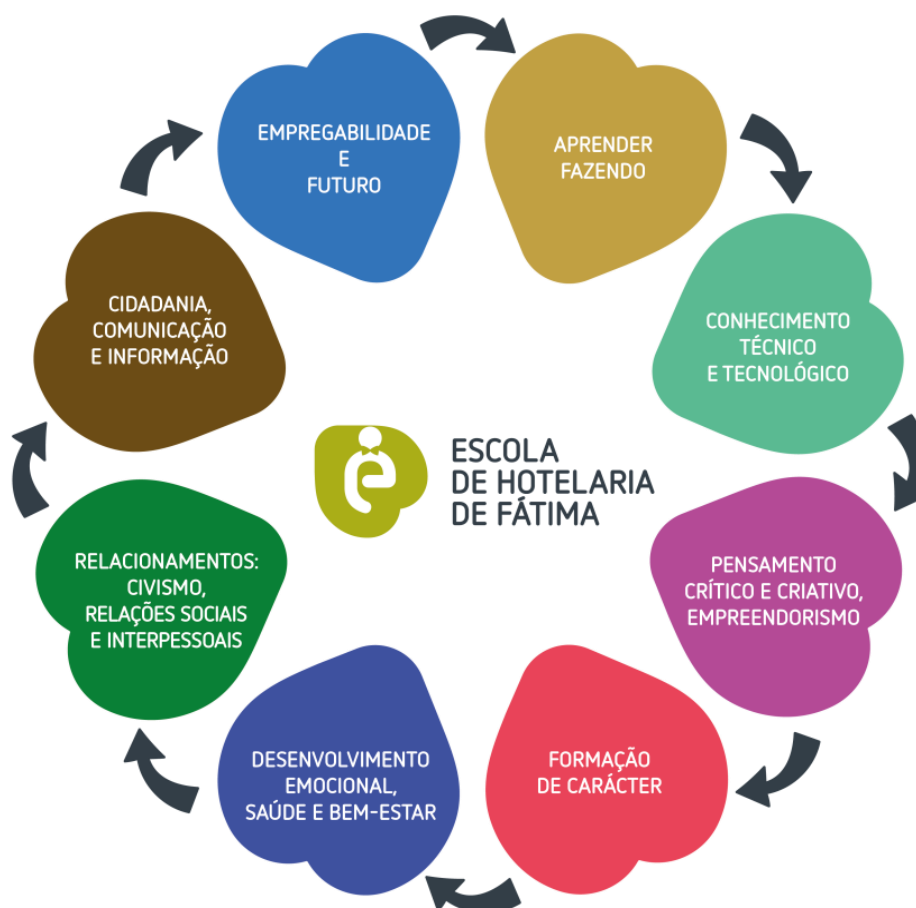 EMPREGABILIDADE
E
FUTURO
APRENDER
FAZENDO
CONHECIMENTO
TÉCNICO
E TECNOLÓGICO
PENSAMENTO
CRÍTICO E CRIATIVO,
EMPREENDORISMO
FORMAÇÃO
DE CARÁCTER
DESENVOLVIMENTO
EMOCIONAL,
SAÚDE E BEM-ESTAR
RELACIONAMENTOS:
CIVISMO,
RELAÇÕES SOCIAIS
E INTERPESSOAIS
CIDADANIA,
COMUNICAÇÃO
E INFORMAÇÃO
ESCOLA
DE HOTELARIA
DE FÁTIMA